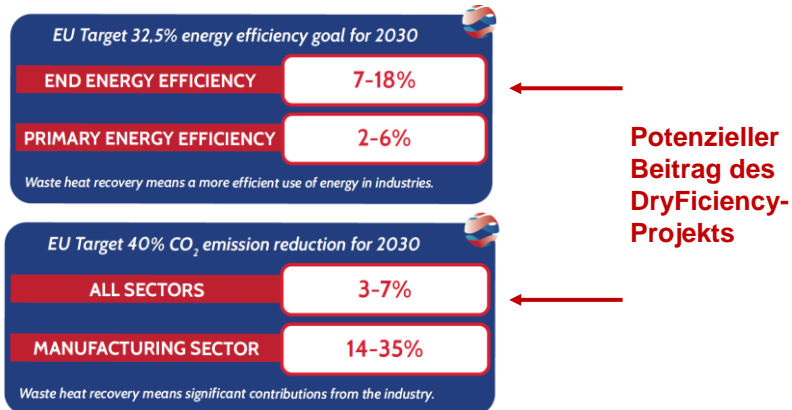 EU Target 32,5% energy efficiency goal for 2030
END ENERGY EFFICIENCY 7-18%
PRIMARY ENERGY EFFICIENCY 2-6%
Waste heat recovery means a more efficient use of energy in industries.
EU Target 40% CO₂ emission reduction for 2030
ALL SECTORS 3-7%
MANUFACTURING SECTOR 14-35%
Waste heat recovery means significant contributions from the industry.
Potenzieller
Beitrag des
DryFiciency-
Projekts